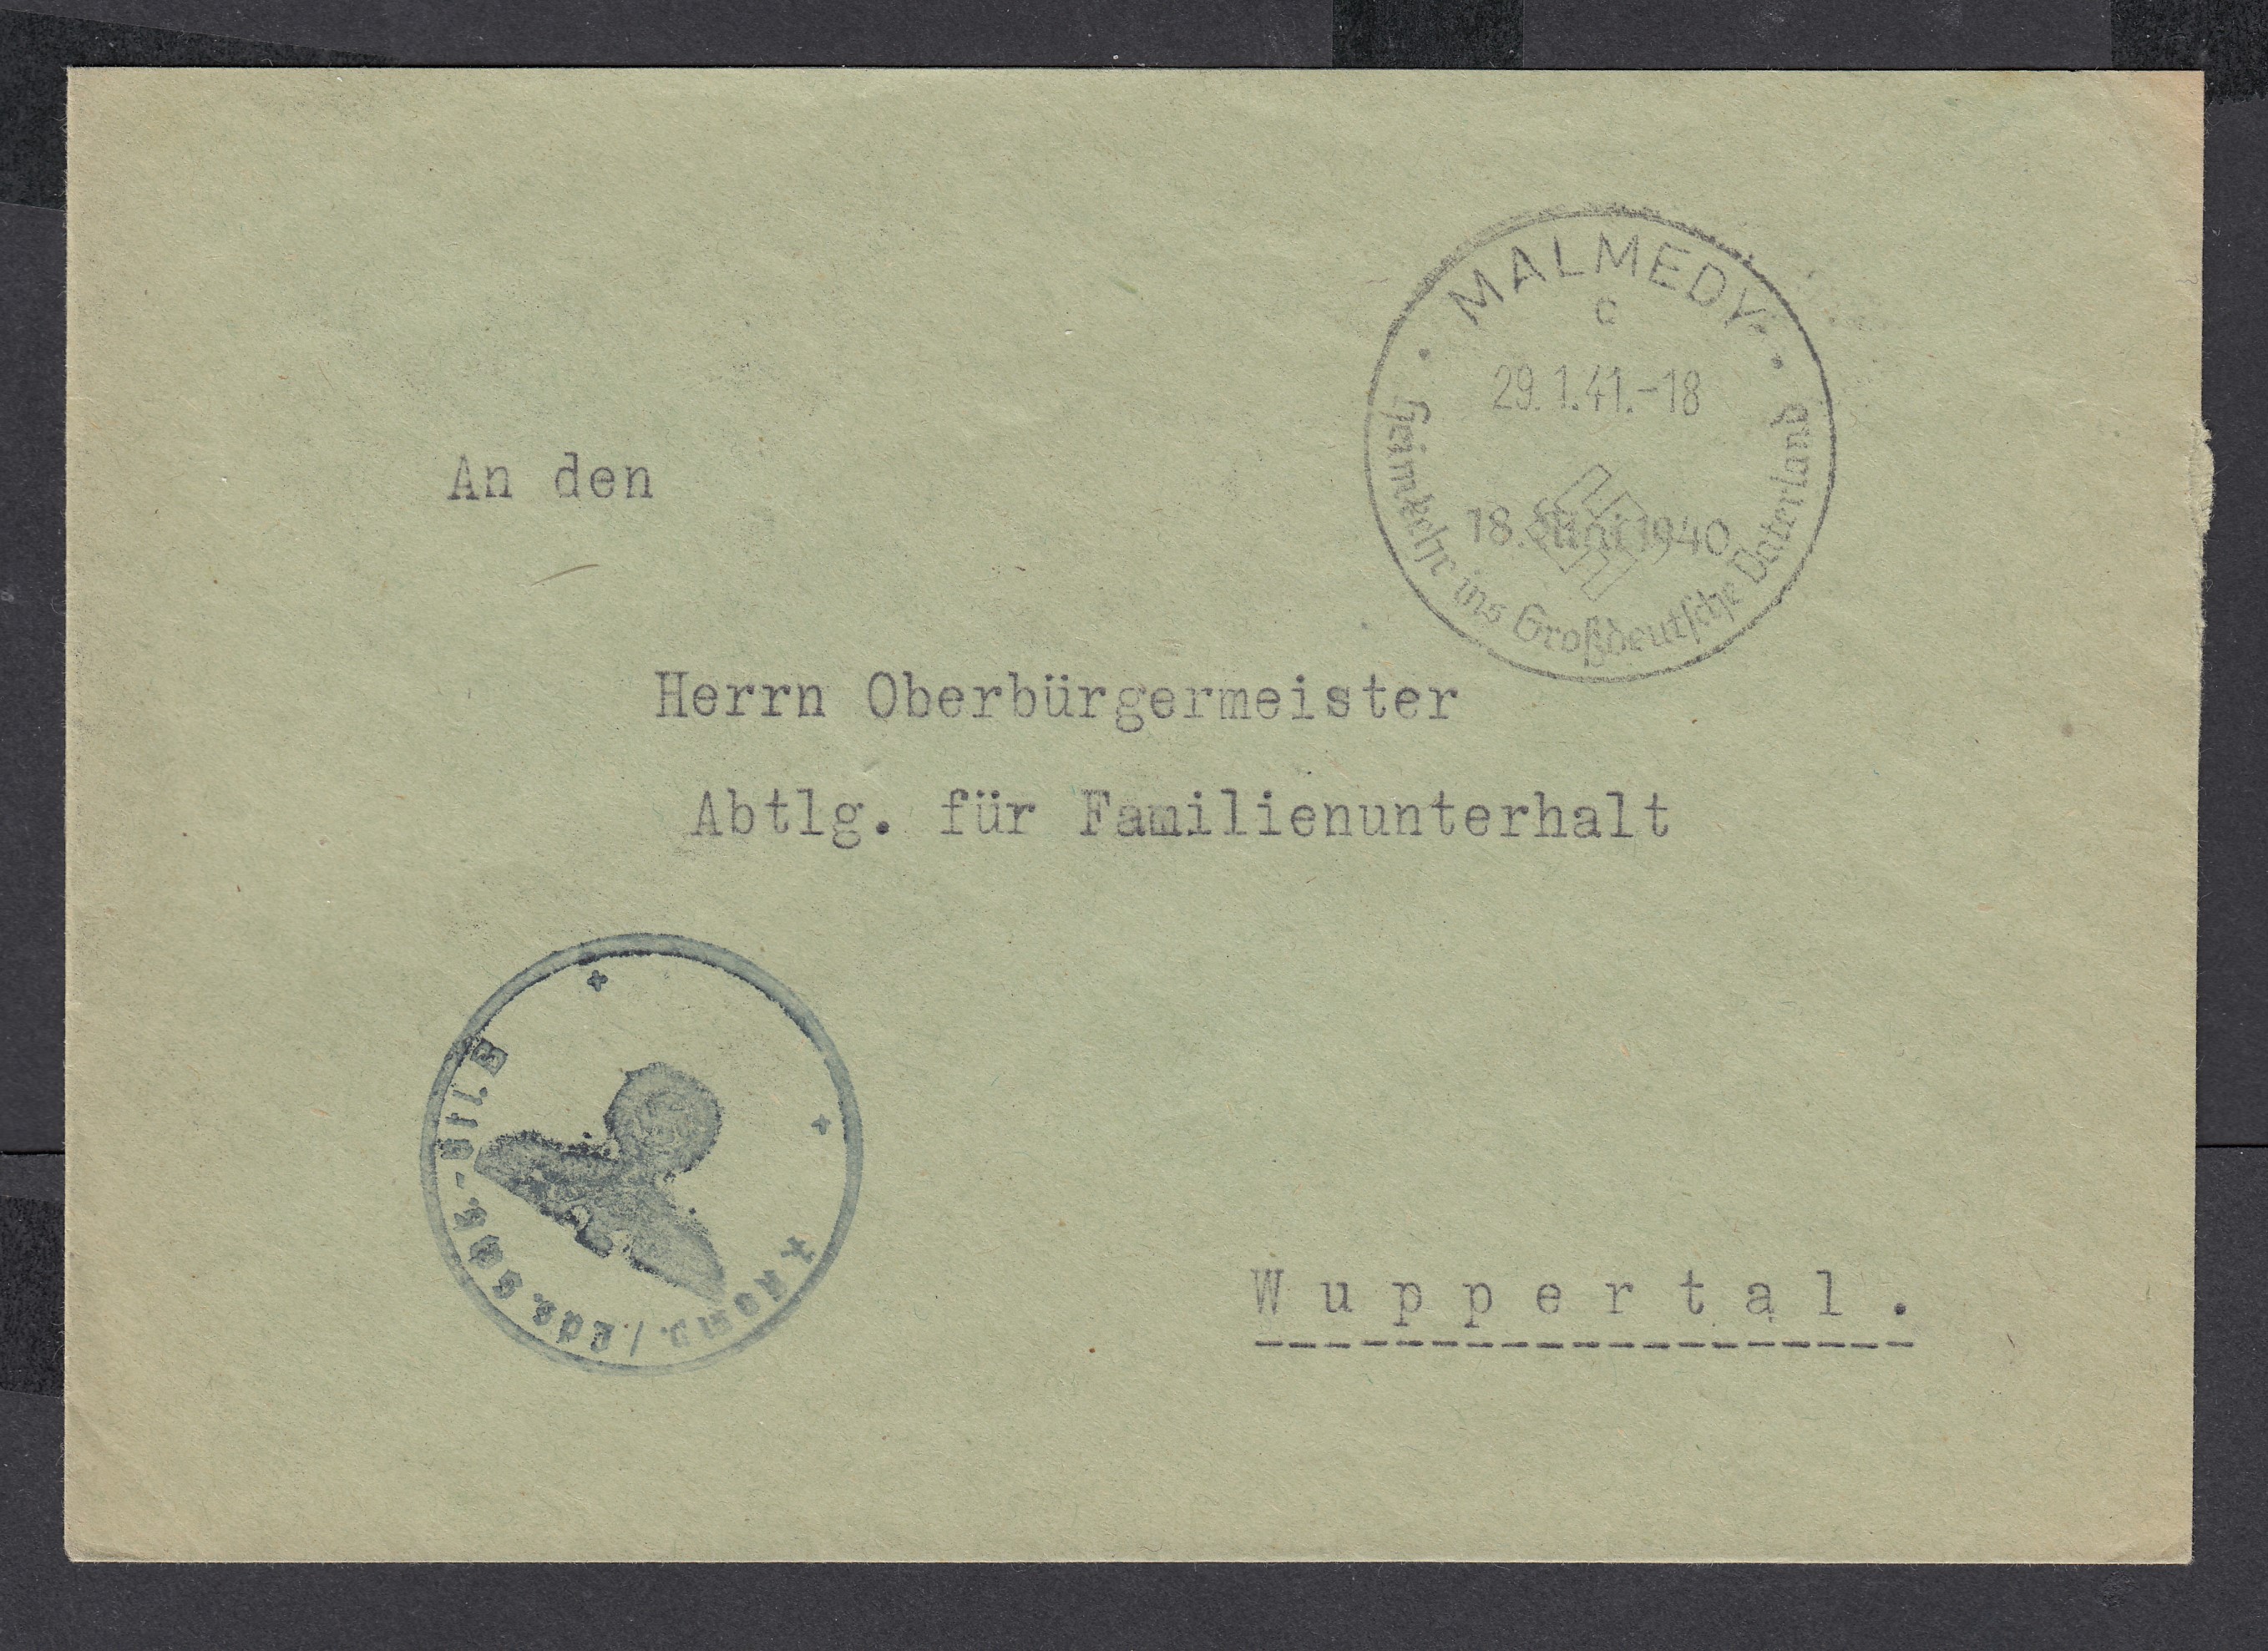 MALMEDY
c
29.1.41.-18
18. Juni 1940
Heimkehr ins Großdeutsche Vaterland
An den
Herrn Oberbürgermeister
Abtlg. für Familienunterhalt
Wuppertal.